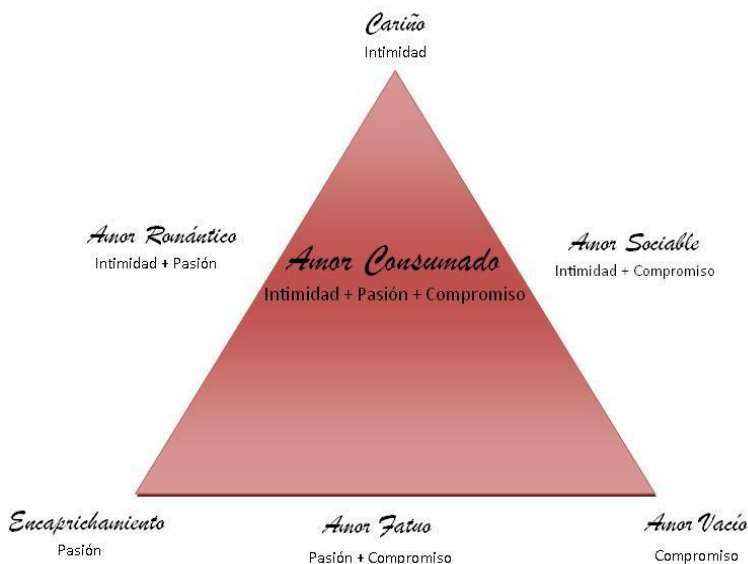 Cariño
Intimidad
Amor Romántico
Intimidad + Pasión
Amor Sociable
Intimidad + Compromiso
Amor Consumado
Intimidad + Pasión + Compromiso
Encaprichamiento
Pasión
Amor Fatuo
Pasión + Compromiso
Amor Vacío
Compromiso